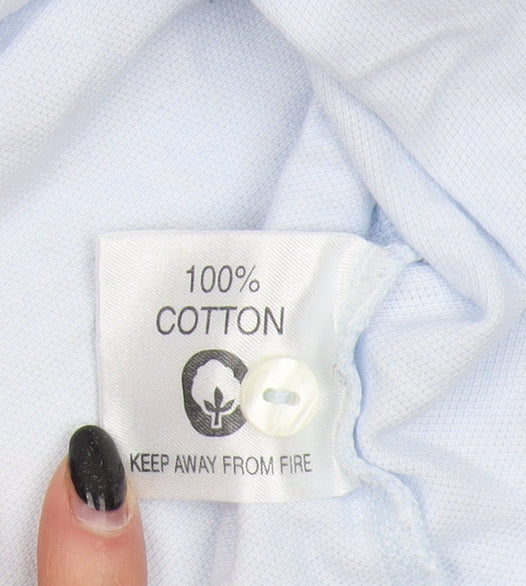 100%
COTTON
KEEP AWAY FROM FIRE